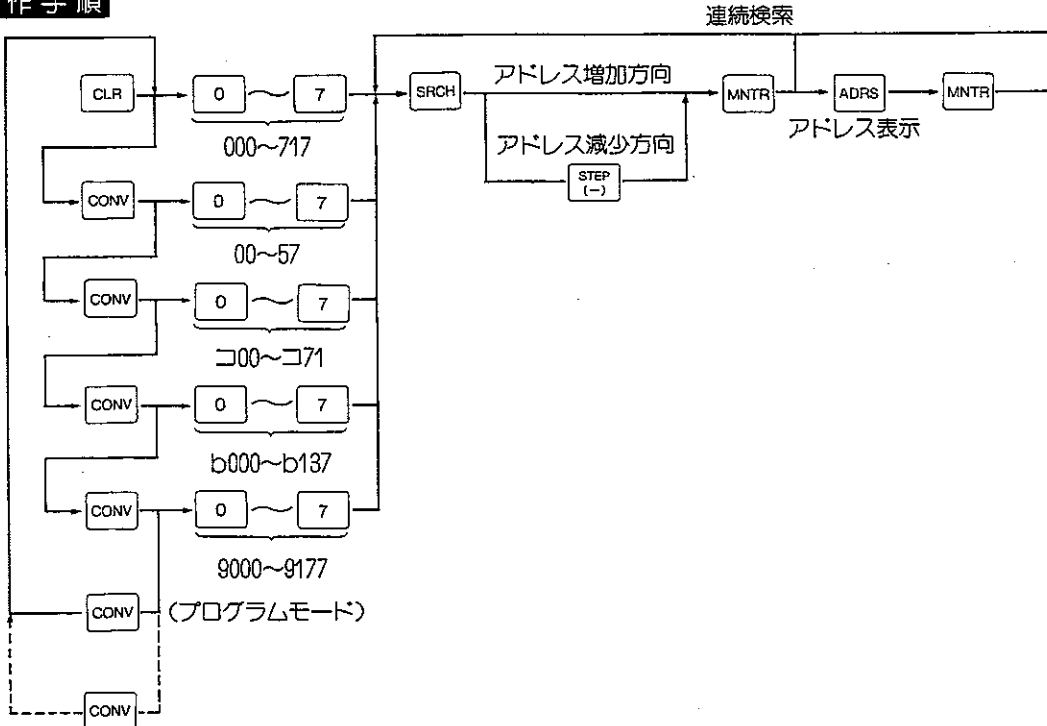 作手順
連続検索
CLR 0 ～ 7 SRCH アドレス増加方向 MNTR ADRS MNTR
000～717
アドレス減少方向
アドレス表示
STEP
(−)
CONV 0 ～ 7
00～57
CONV 0 ～ 7
コ00～コ71
CONV 0 ～ 7
b000～b137
CONV 0 ～ 7
9000～9177
CONV (プログラムモード)
CONV